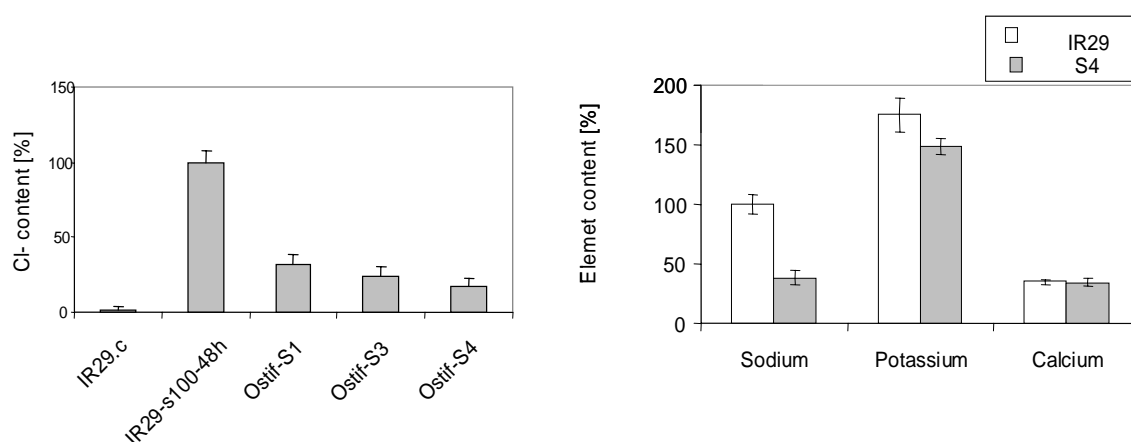 Cl- content [%]
150
100
50
0
IR29.c
IR29-s100-48h
Ostif-S1
Ostif-S3
Ostif-S4
IR29
S4
Elemet content [%]
200
150
100
50
0
Sodium
Potassium
Calcium